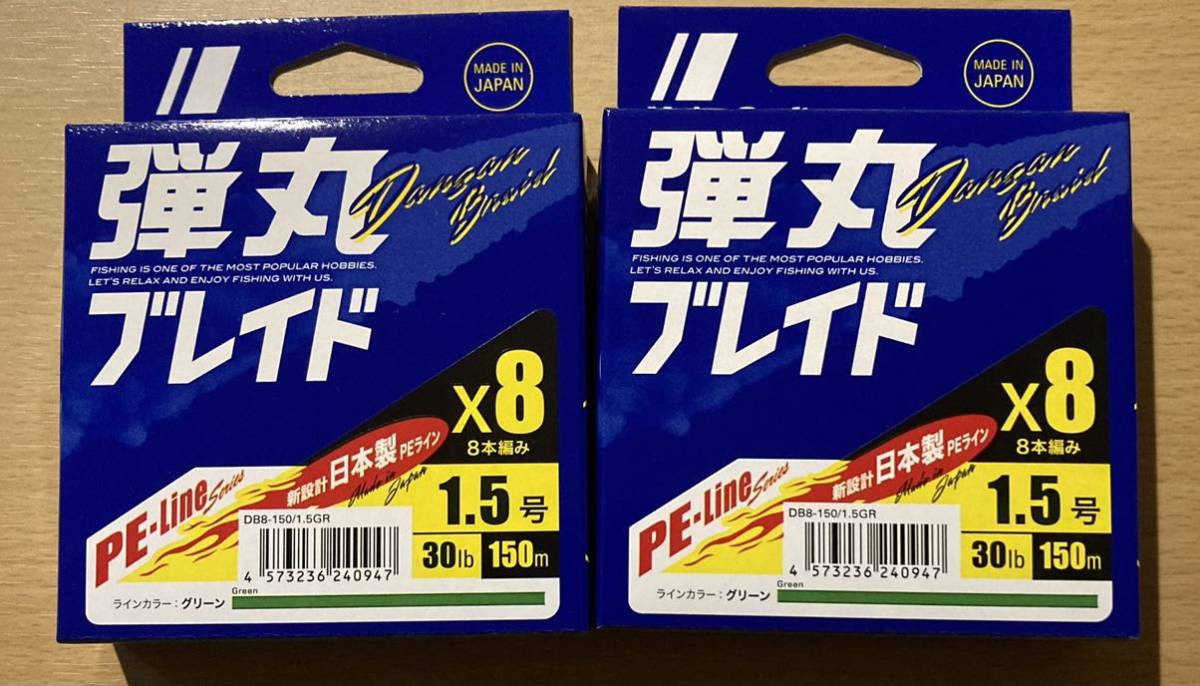 MADE IN
JAPAN
弾丸
Dangan
Braid
FISHING IS ONE OF THE MOST POPULAR HOBBIES.
LET'S RELAX AND ENJOY FISHING WITH US.
ブレイド
X8
8本編み
新設計 日本製 PEライン
Made in Japan
PE-Line Series
1.5号
DB8-150/1.5GR
30lb 150m
4 573236 240947
Green
ラインカラー：グリーン
MADE IN
JAPAN
弾丸
Dangan
Braid
FISHING IS ONE OF THE MOST POPULAR HOBBIES.
LET'S RELAX AND ENJOY FISHING WITH US.
ブレイド
X8
8本編み
新設計 日本製 PEライン
Made in Japan
PE-Line Series
1.5号
DB8-150/1.5GR
30lb 150m
4 573236 240947
Green
ラインカラー：グリーン